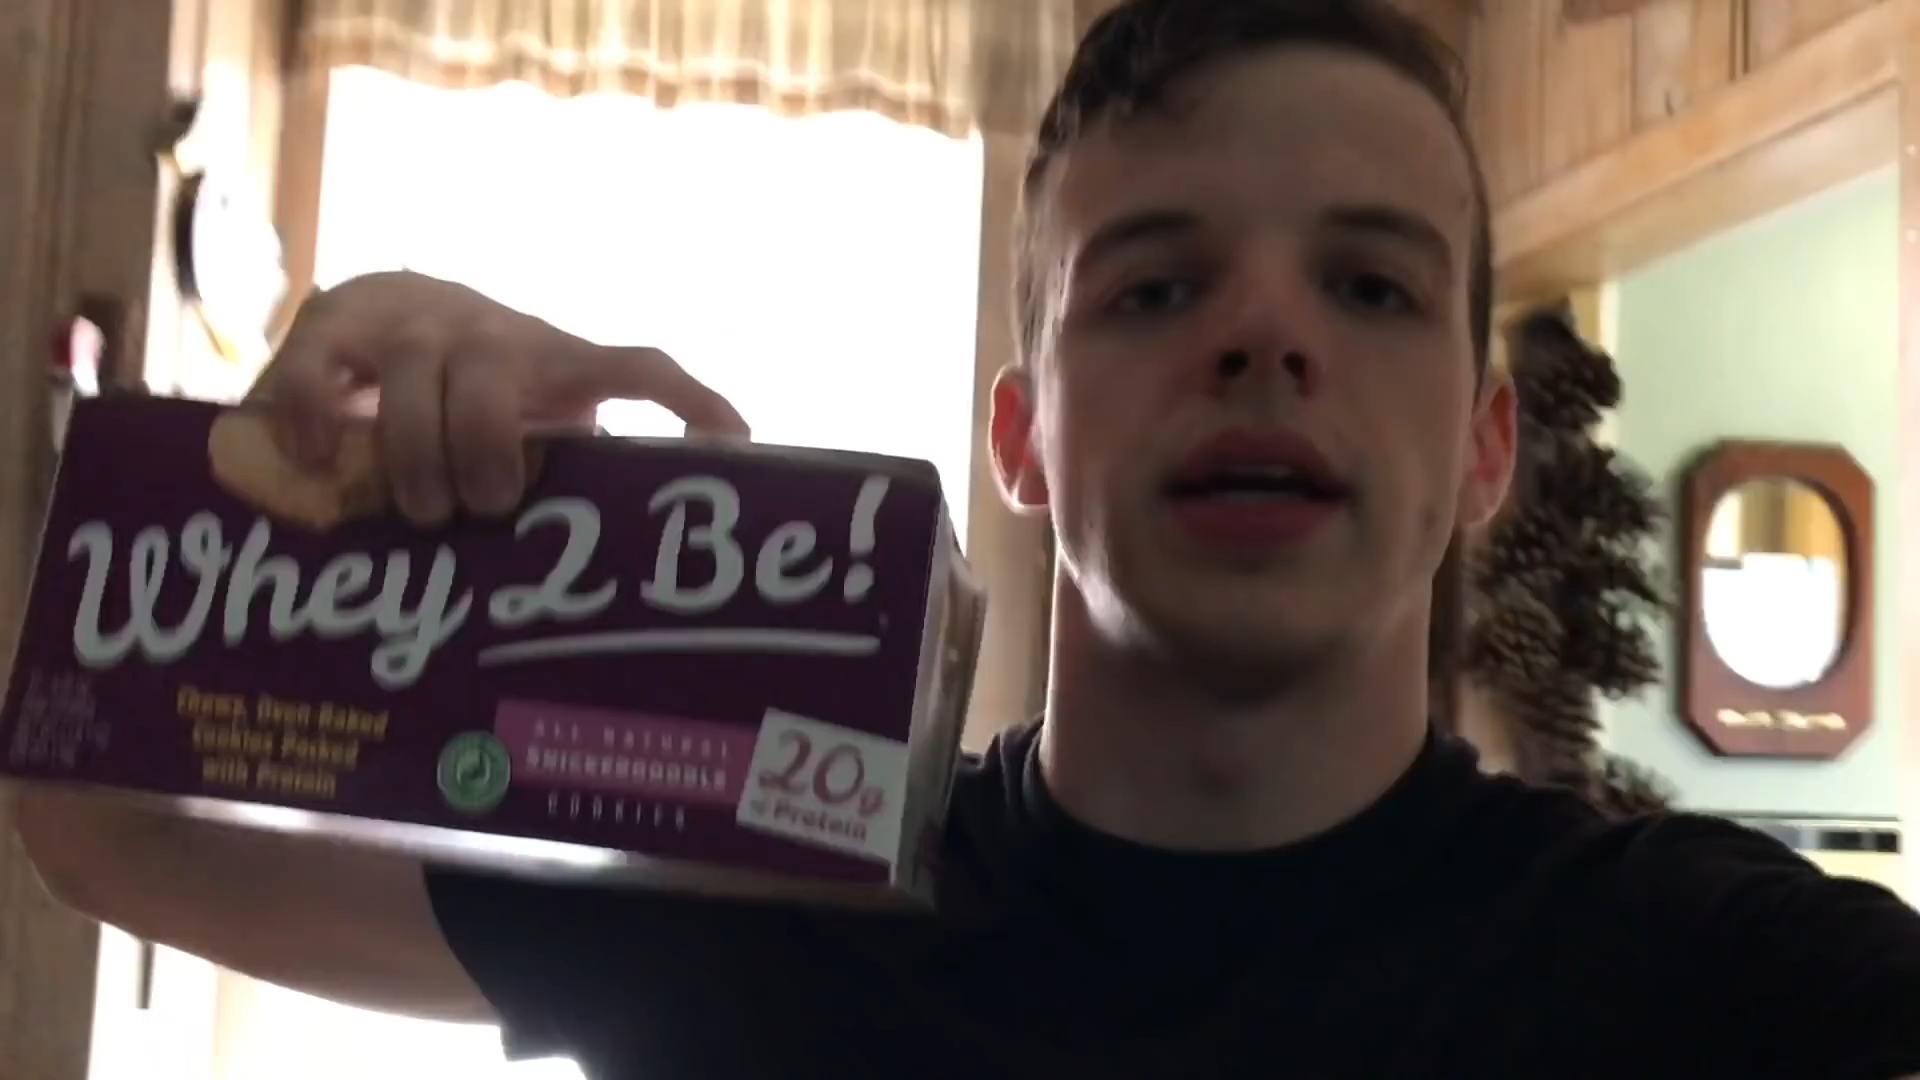 Whey 2 Be!
Chewy, Oven Baked
Cookies Packed
with Protein
ALL NATURAL
SNICKERDOODLE
COOKIES
20g
of Protein